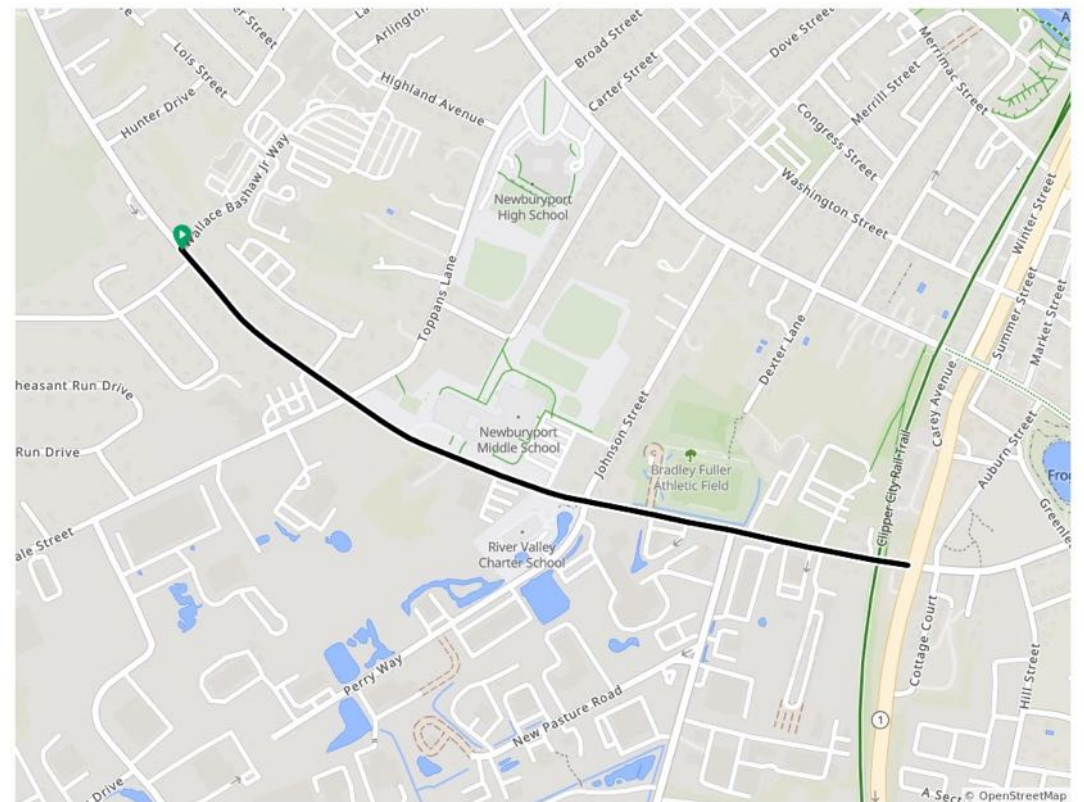 Lois Street
Arlington
Broad Street
Dove Street
Merrimac Street
Highland Avenue
Carter Street
Merrill Street
Hunter Drive
Congress Street
Wallace Bashaw Jr Way
Washington Street
Newburyport
High School
Winter Street
Toppans Lane
Summer Street
Market Street
Dexter Lane
heasant Run Drive
Carey Avenue
Run Drive
Newburyport
Middle School
Johnson Street
Bradley Fuller
Athletic Field
Auburn Street
Clipper City Rail Trail
Fro
Greenle
ale Street
River Valley
Charter School
Cottage Court
Hill Street
Perry Way
New Pasture Road
1
Drive
A Sec
© OpenStreetMap